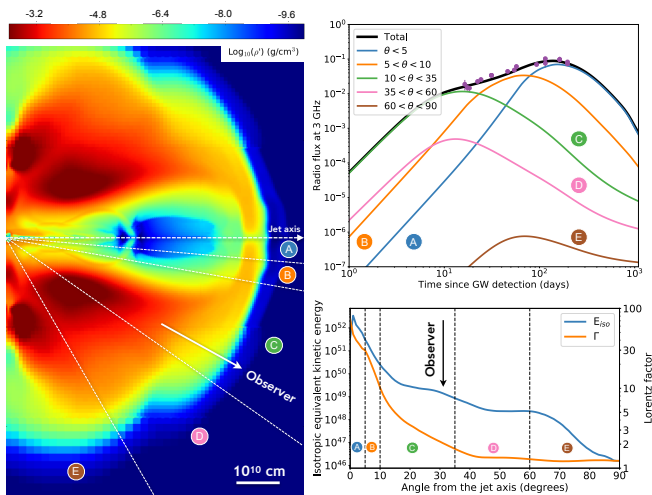 -3.2 -4.8 -6.4 -8.0 -9.6
Log₁₀(ρ') (g/cm³)
Jet axis
A
B
C
Observer
D
E
10¹⁰ cm
10⁰
10⁻¹
10⁻²
10⁻³
10⁻⁴
10⁻⁵
10⁻⁶
10⁻⁷
Radio flux at 3 GHz
Total
θ < 5
5 < θ < 10
10 < θ < 35
35 < θ < 60
60 < θ < 90
C
D
E
B A
10⁰ 10¹ 10² 10³
Time since GW detection (days)
Isotropic equivalent kinetic energy
10⁵²
10⁵¹
10⁵⁰
10⁴⁹
10⁴⁸
10⁴⁷
10⁴⁶
Observer
E_iso
Γ
100
30
10
5
2
1
Lorentz factor
A B C D E
0 10 20 30 40 50 60 70 80 90
Angle from the jet axis (degrees)